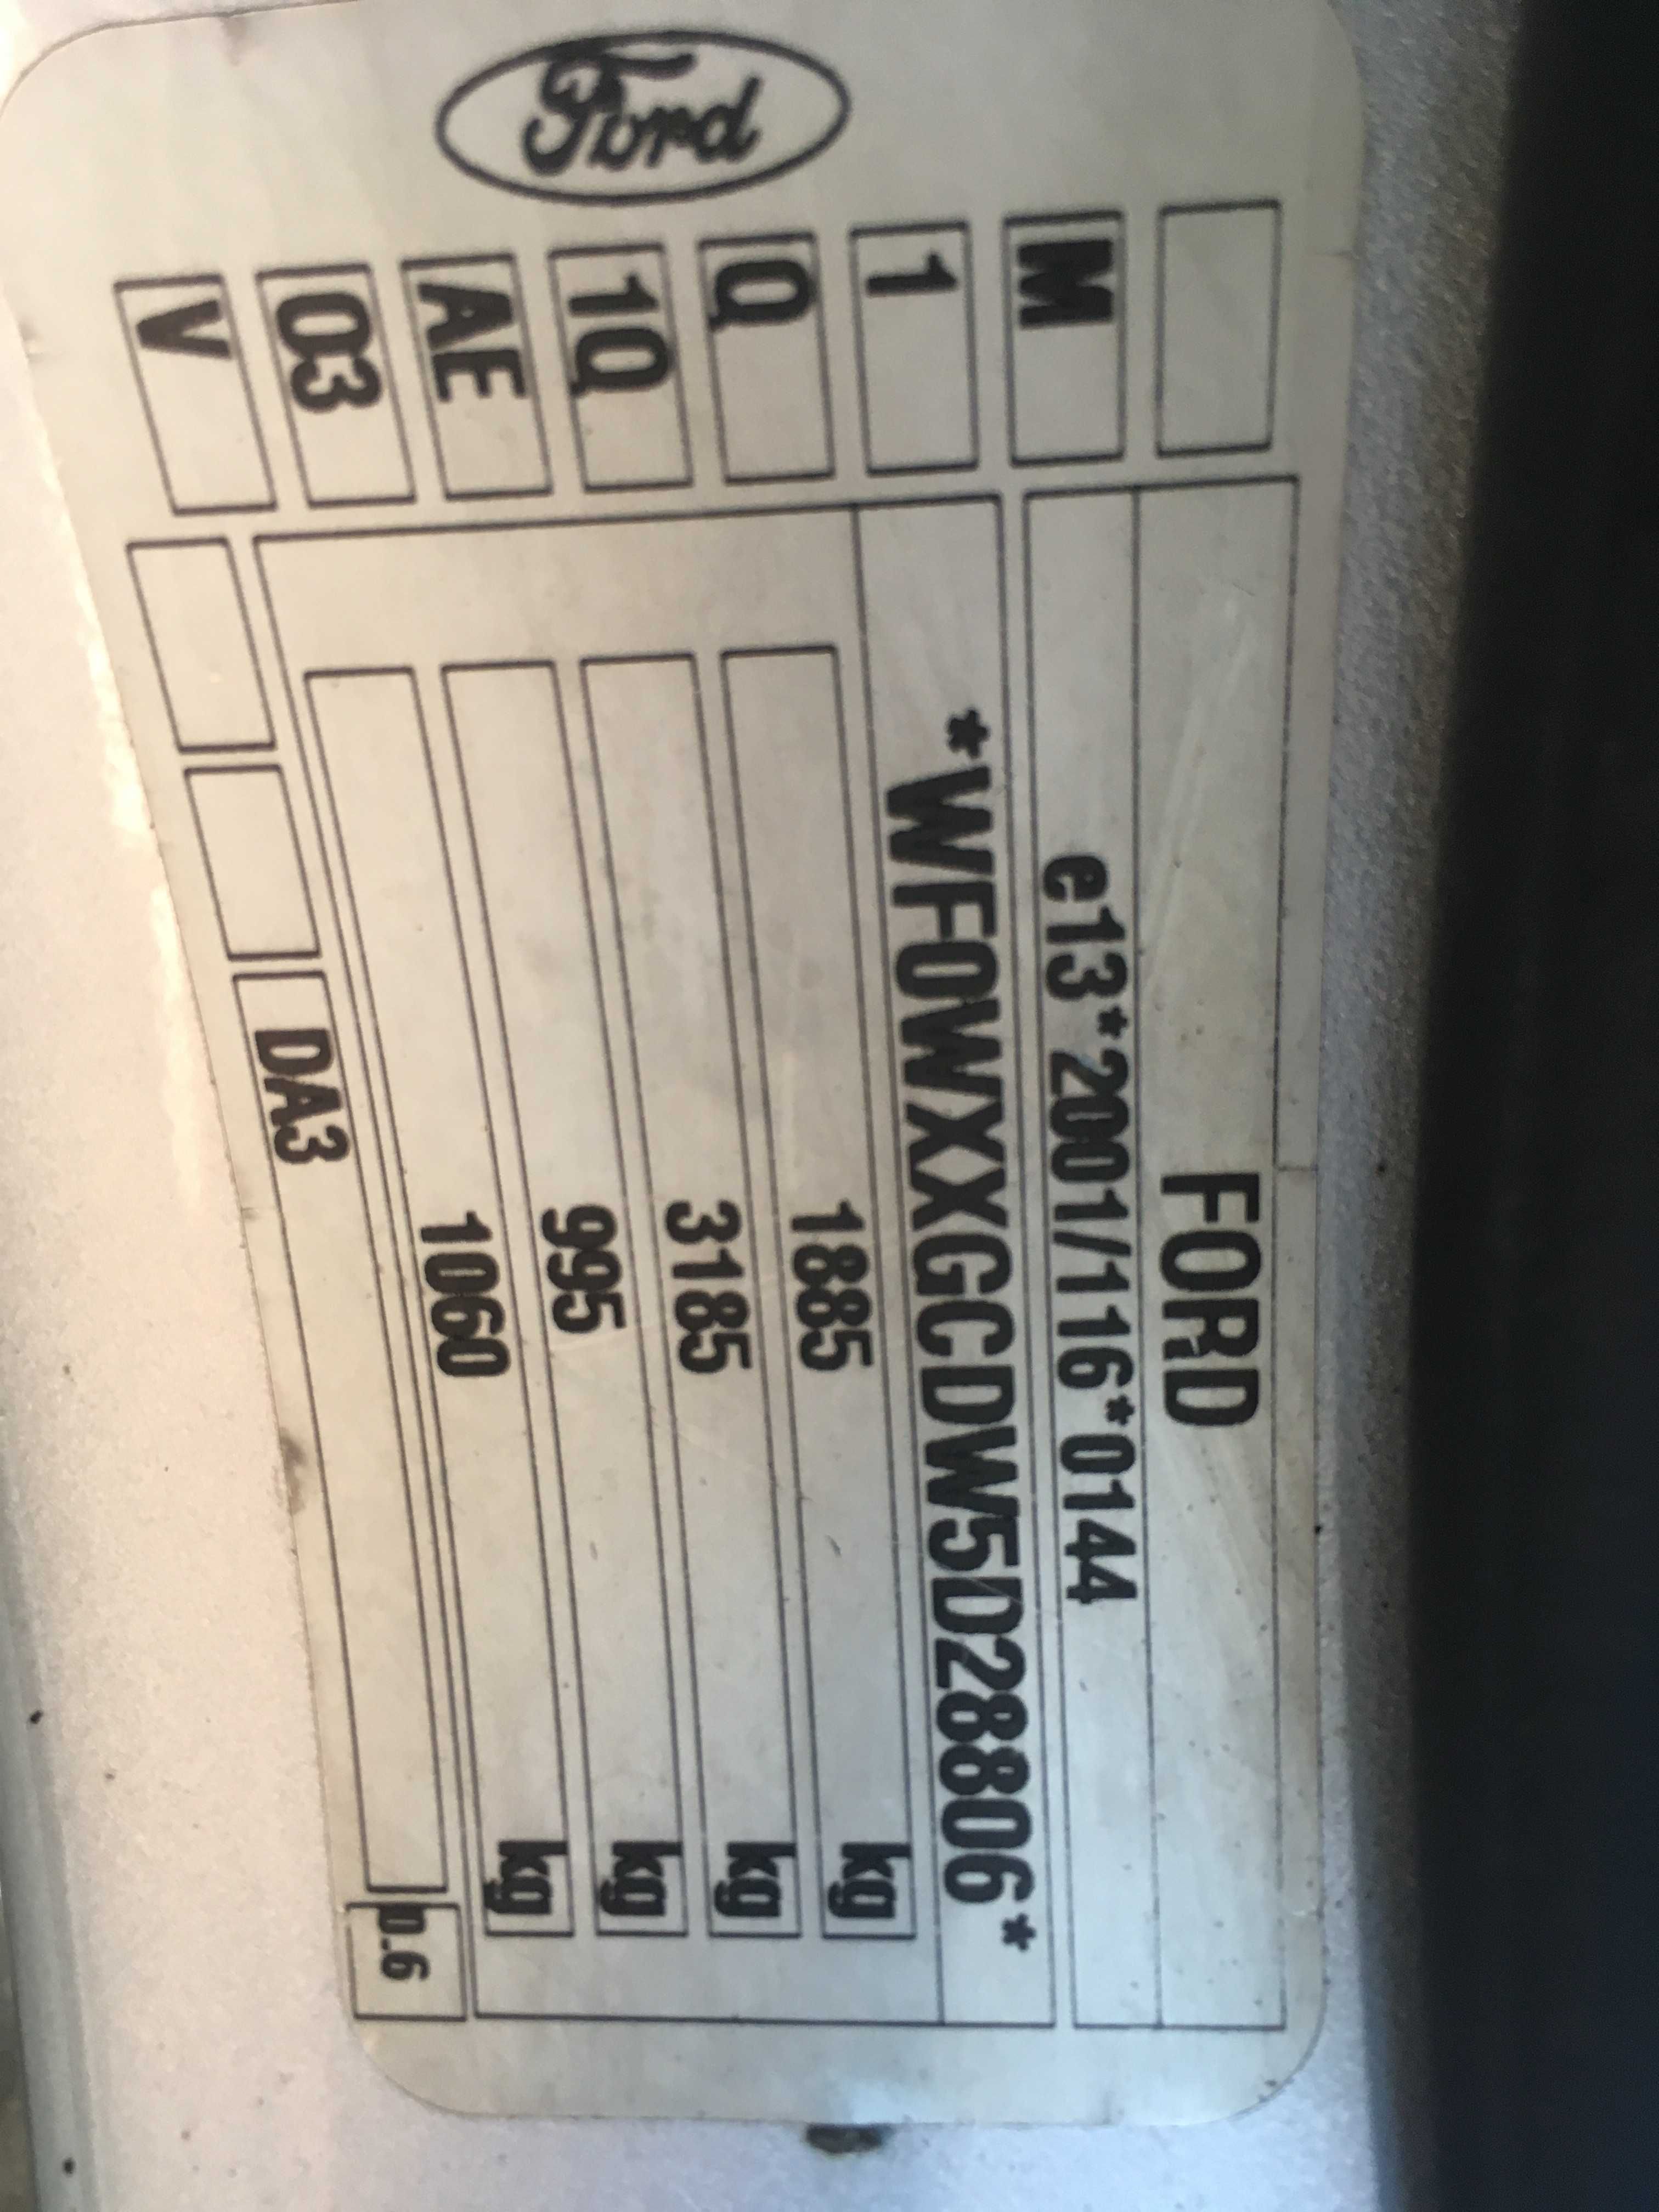 Ford
FORD
e13*2001/116*0144
M
*WF0WXXGCDW5D28806*
1
1885 kg
Q
3185 kg
1Q
995 kg
AE
1060 kg
03
V
DA3
0.6